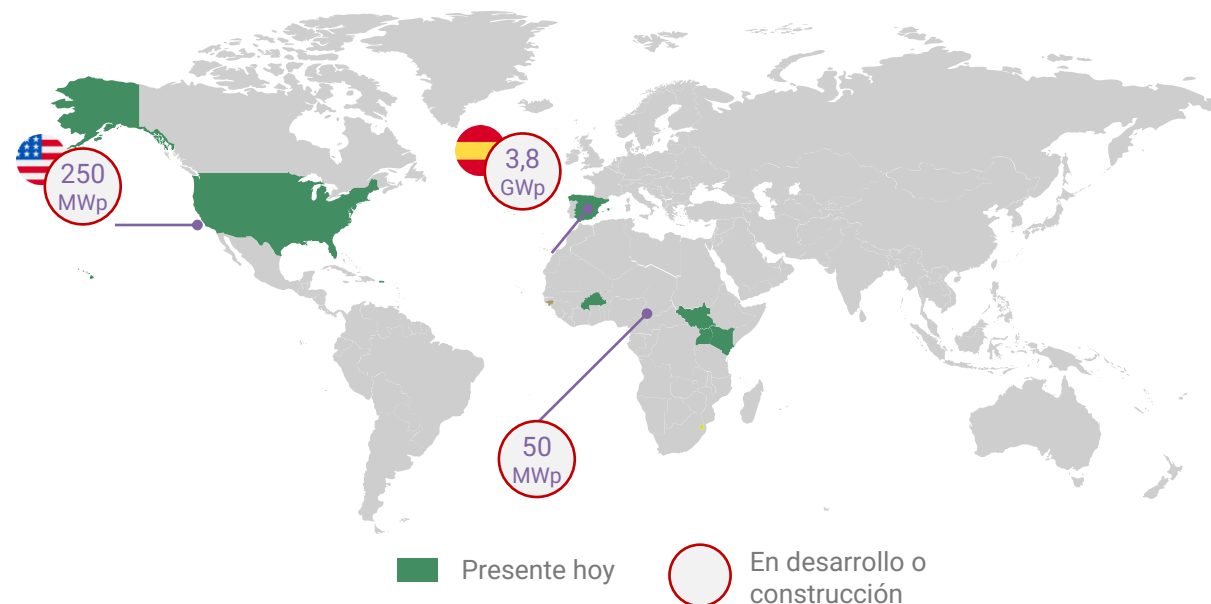 250
MWp
3,8
GWp
50
MWp
Presente hoy
En desarrollo o
construcción